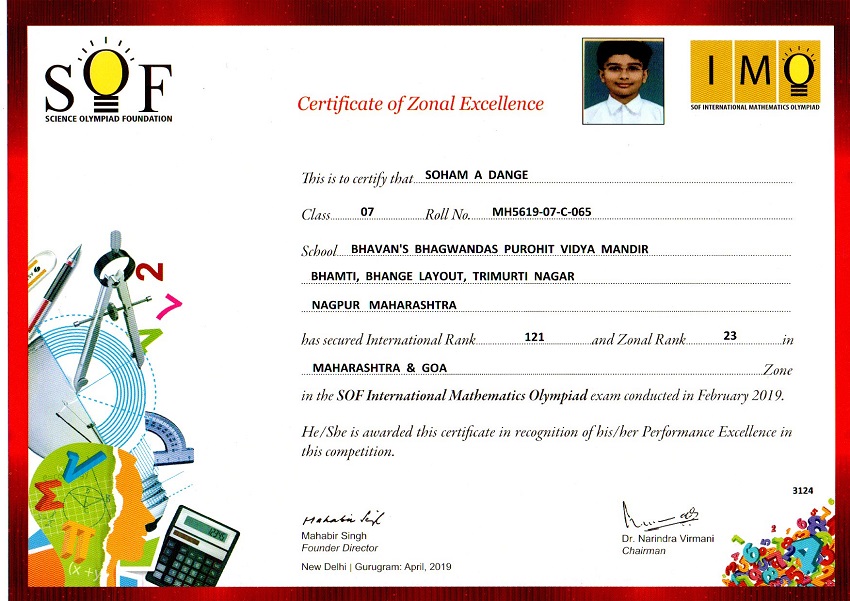 SOF
SCIENCE OLYMPIAD FOUNDATION
Certificate of Zonal Excellence
IMO
SOF INTERNATIONAL MATHEMATICS OLYMPIAD
This is to certify that SOHAM A DANGE
Class 07 Roll No. MH5619-07-C-065
School BHAVAN'S BHAGWANDAS PUROHIT VIDYA MANDIR
BHAMTI, BHANGE LAYOUT, TRIMURTI NAGAR
NAGPUR MAHARASHTRA
has secured International Rank 121 and Zonal Rank 23 in
MAHARASHTRA & GOA Zone
in the SOF International Mathematics Olympiad exam conducted in February 2019.
He/She is awarded this certificate in recognition of his/her Performance Excellence in
this competition.
3124
Mahabir Singh
Mahabir Singh
Founder Director
Dr. Narindra Virmani
Chairman
New Delhi | Gurugram: April, 2019